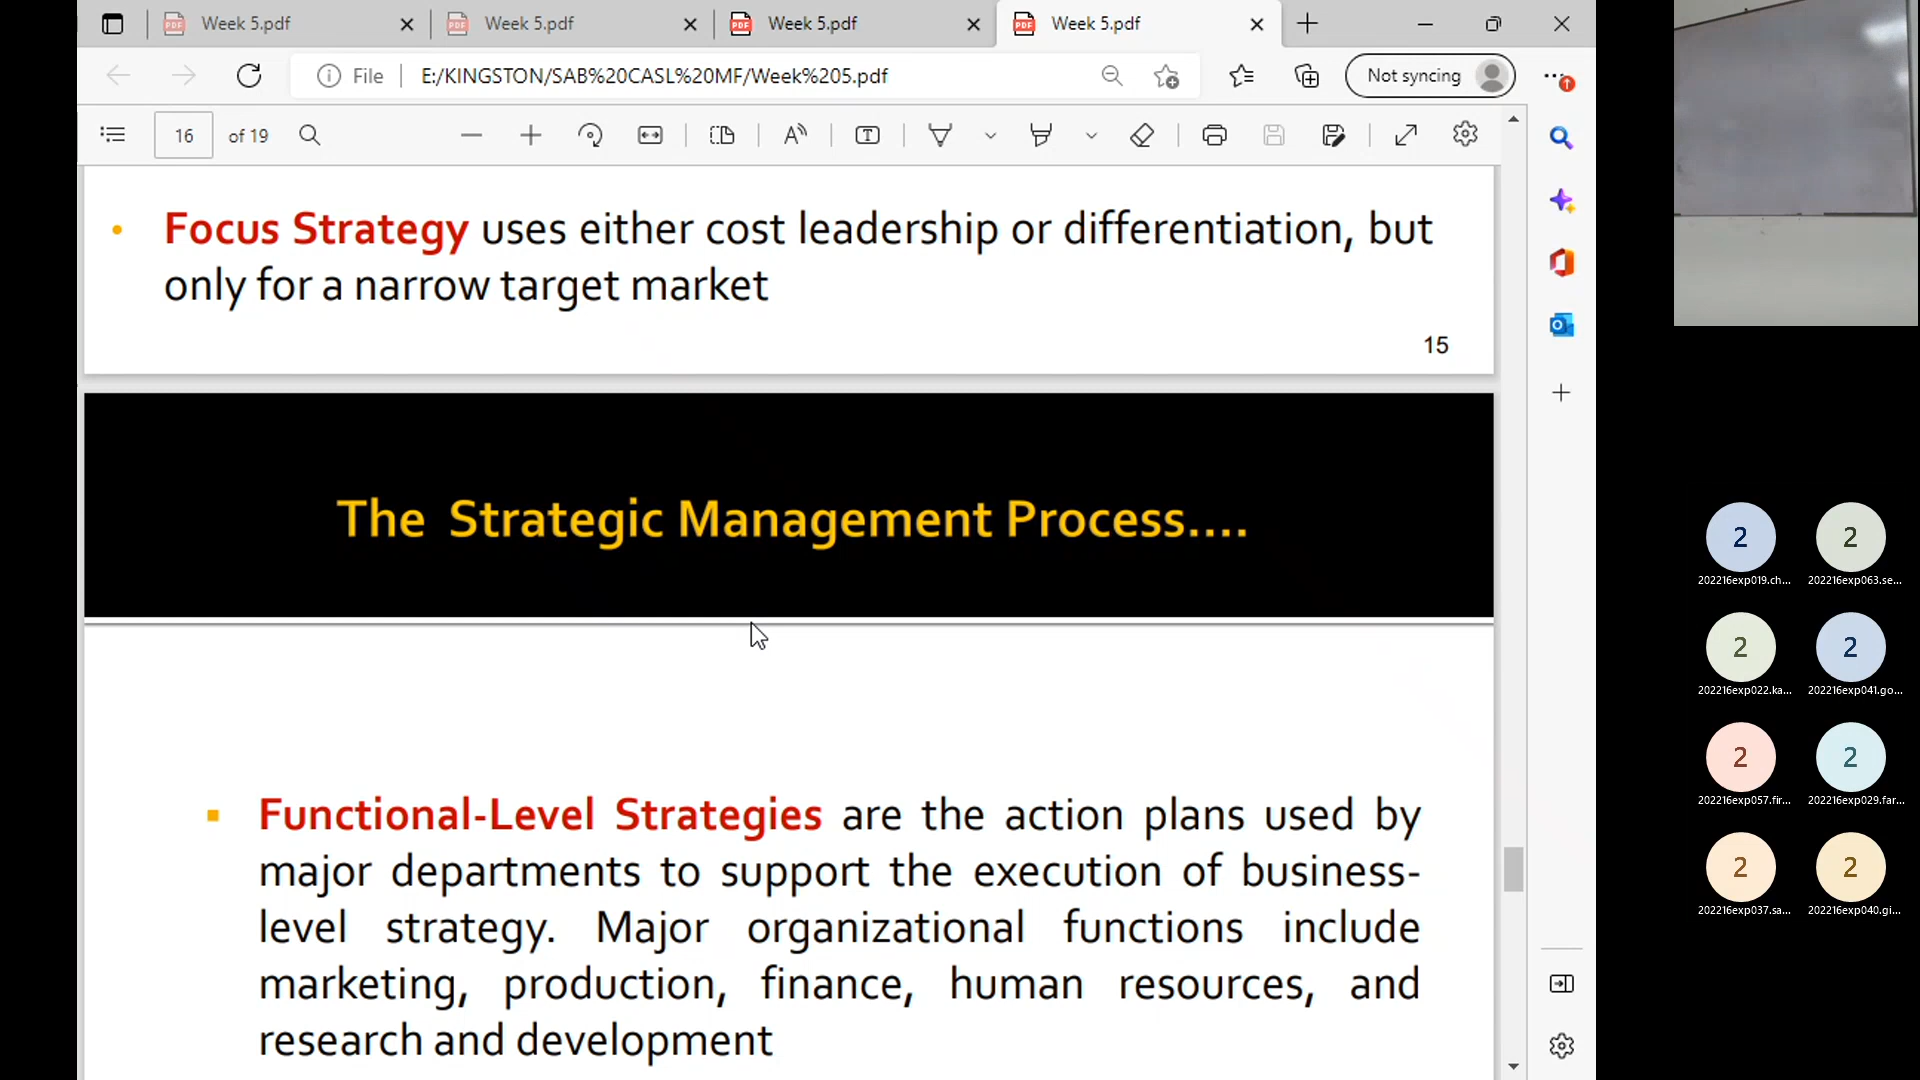 Week 5.pdf
Week 5.pdf
Week 5.pdf
Week 5.pdf
File
E:/KINGSTON/SAB%20CASL%20MF/Week%205.pdf
Not syncing
16 of 19
• Focus Strategy uses either cost leadership or differentiation, but
only for a narrow target market
15
The Strategic Management Process....
Functional-Level Strategies are the action plans used by
major departments to support the execution of business-
level strategy. Major organizational functions include
marketing, production, finance, human resources, and
research and development
2
202216exp019.ch...
2
202216exp063.se...
2
202216exp022.ka...
2
202216exp041.go...
2
202216exp057.fir...
2
202216exp029.far...
2
202216exp037.sa...
2
202216exp040.gi...